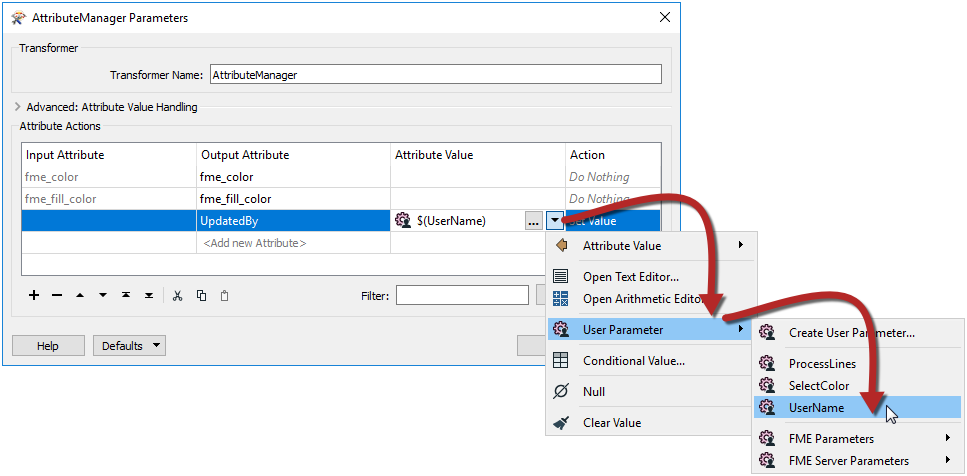 AttributeManager Parameters
Transformer
Transformer Name: AttributeManager
Advanced: Attribute Value Handling
Attribute Actions
Input Attribute Output Attribute Attribute Value Action
fme_color fme_color Do Nothing
fme_fill_color fme_fill_color Do Nothing
UpdatedBy $(UserName) ... Set Value
<Add new Attribute>
Attribute Value
Open Text Editor...
Filter:
Open Arithmetic Editor
User Parameter
Create User Parameter...
Help Defaults
Conditional Value...
ProcessLines
SelectColor
Null
UserName
Clear Value
FME Parameters
FME Server Parameters